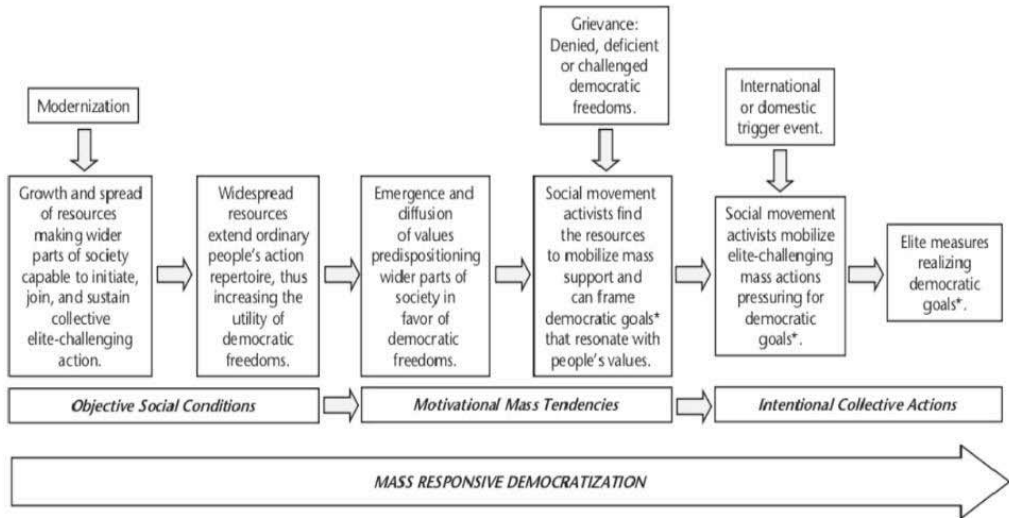 Modernization
Grievance:
Denied, deficient
or challenged
democratic
freedoms.
International
or domestic
trigger event.
Growth and spread
of resources
making wider
parts of society
capable to initiate,
join, and sustain
collective
elite-challenging
action.
Widespread
resources
extend ordinary
people's action
repertoire, thus
increasing the
utility of
democratic
freedoms.
Emergence and
diffusion
of values
predispositioning
wider parts of
society in
favor of
democratic
freedoms.
Social movement
activists find
the resources
to mobilize mass
support and
can frame
democratic goals*
that resonate with
people's values.
Social movement
activists mobilize
elite-challenging
mass actions
pressuring for
democratic
goals*.
Elite measures
realizing
democratic
goals*.
Objective Social Conditions
Motivational Mass Tendencies
Intentional Collective Actions
MASS RESPONSIVE DEMOCRATIZATION